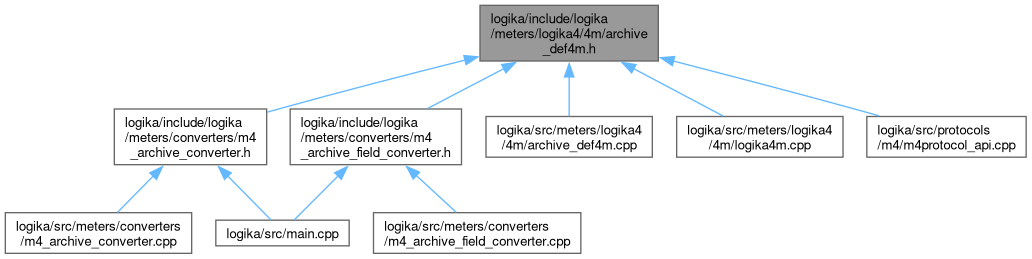 logika/include/logika
/meters/logika4/4m/archive
_def4m.h
logika/include/logika
/meters/converters/m4
_archive_converter.h
logika/include/logika
/meters/converters/m4
_archive_field_converter.h
logika/src/meters/logika4
/4m/archive_def4m.cpp
logika/src/meters/logika4
/4m/logika4m.cpp
logika/src/protocols
/m4/m4protocol_api.cpp
logika/src/meters/converters
/m4_archive_converter.cpp
logika/src/main.cpp
logika/src/meters/converters
/m4_archive_field_converter.cpp